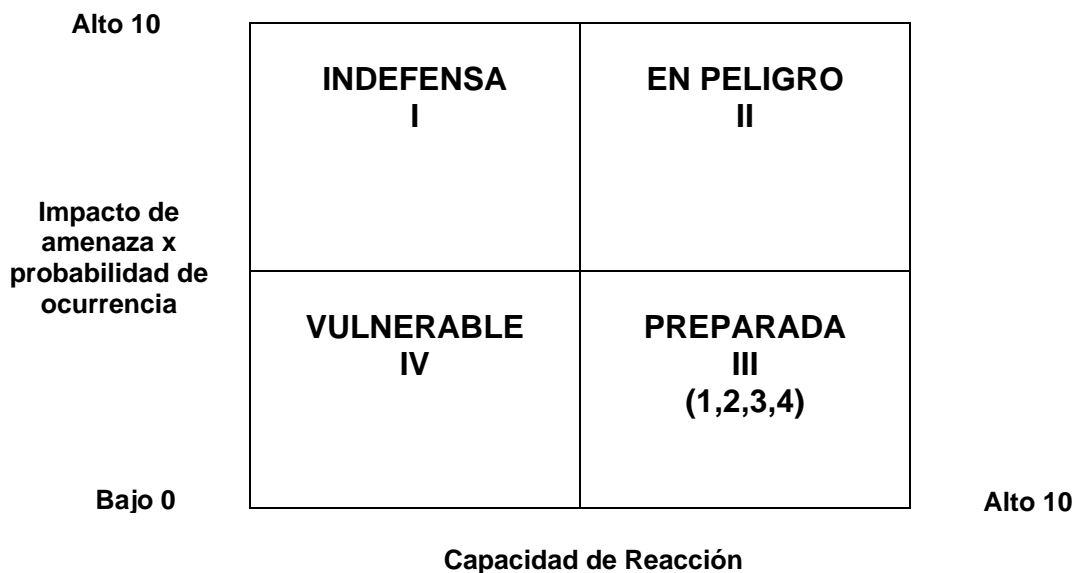 Alto 10
INDEFENSA
I
EN PELIGRO
II
Impacto de
amenaza x
probabilidad de
ocurrencia
VULNERABLE
IV
PREPARADA
III
(1,2,3,4)
Bajo 0
Alto 10
Capacidad de Reacción